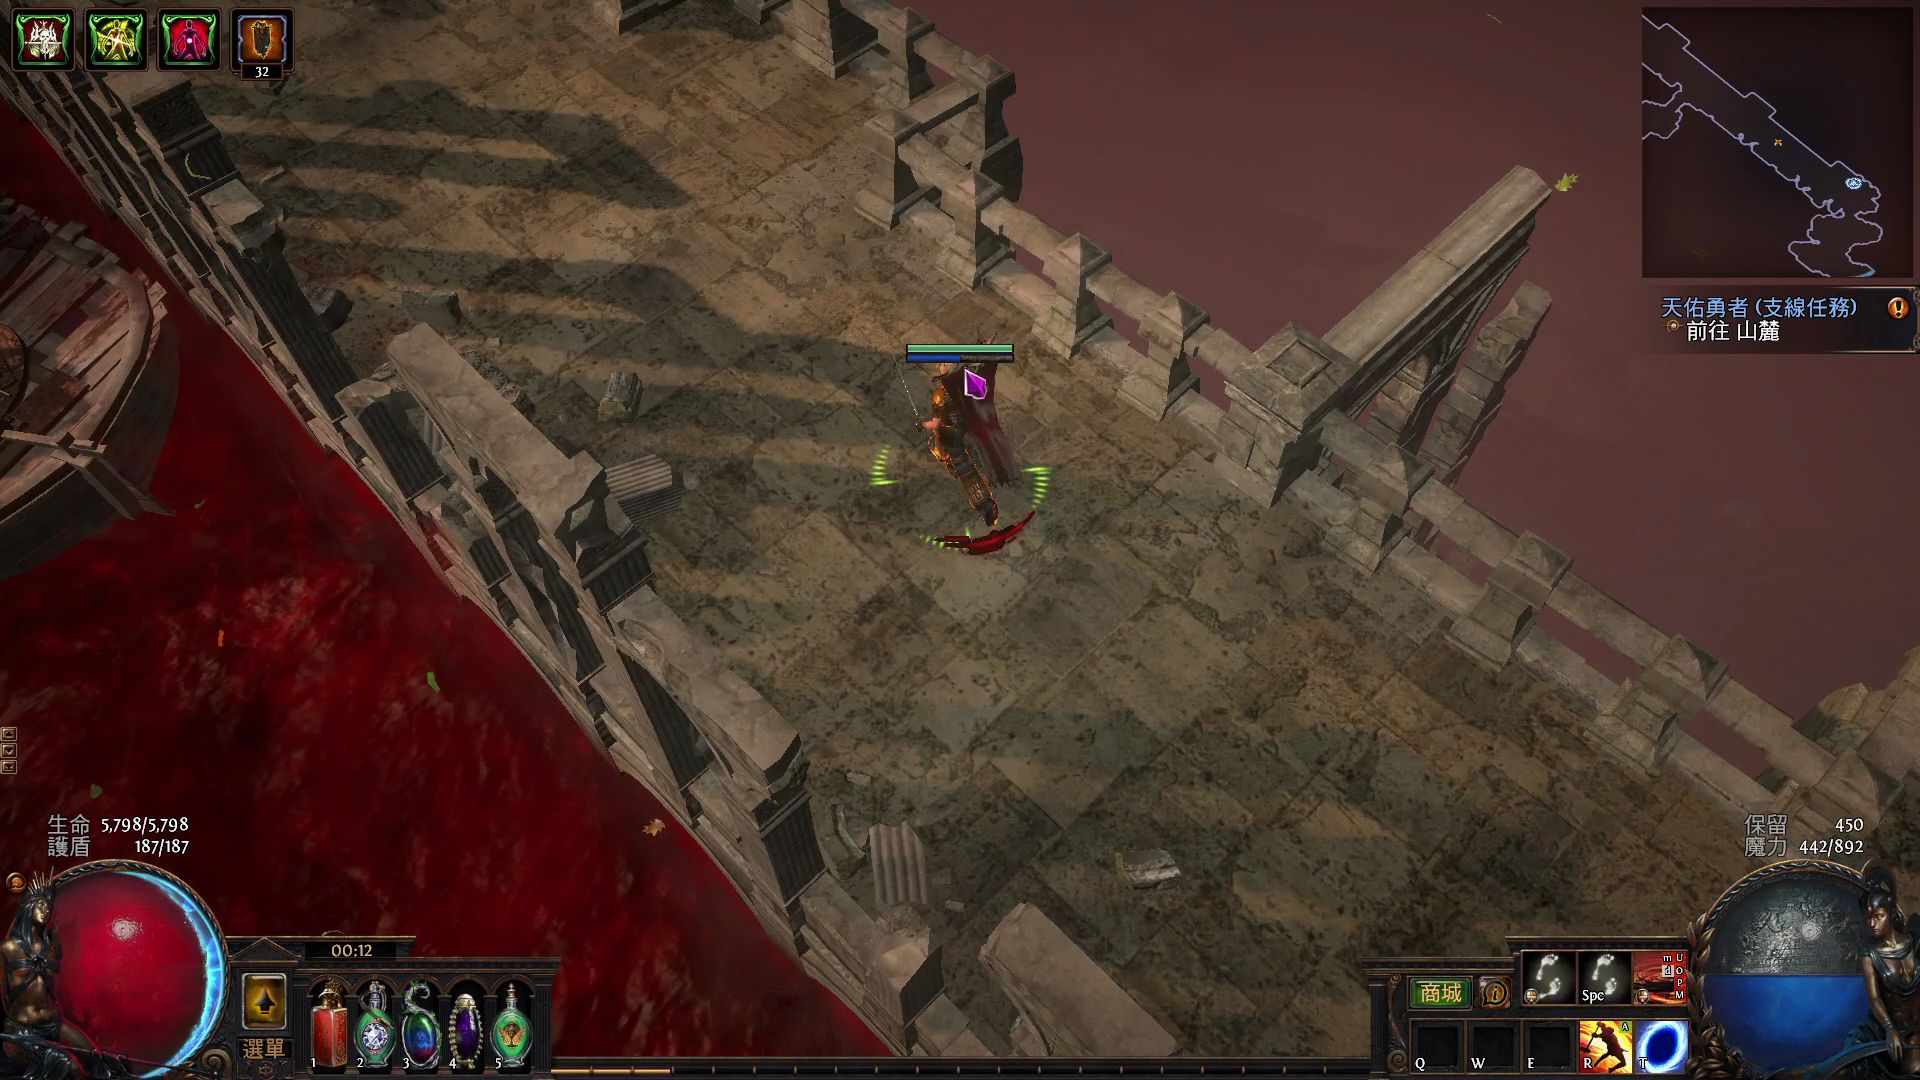 32
天佑勇者 (支線任務)
前往 山麓
生命 5,798/5,798
護盾 187/187
保留 450
魔力 442/892
00:12
選單
1 2 3 4 5
商城
Spc
m U
d O
P
M
Q W E R A T